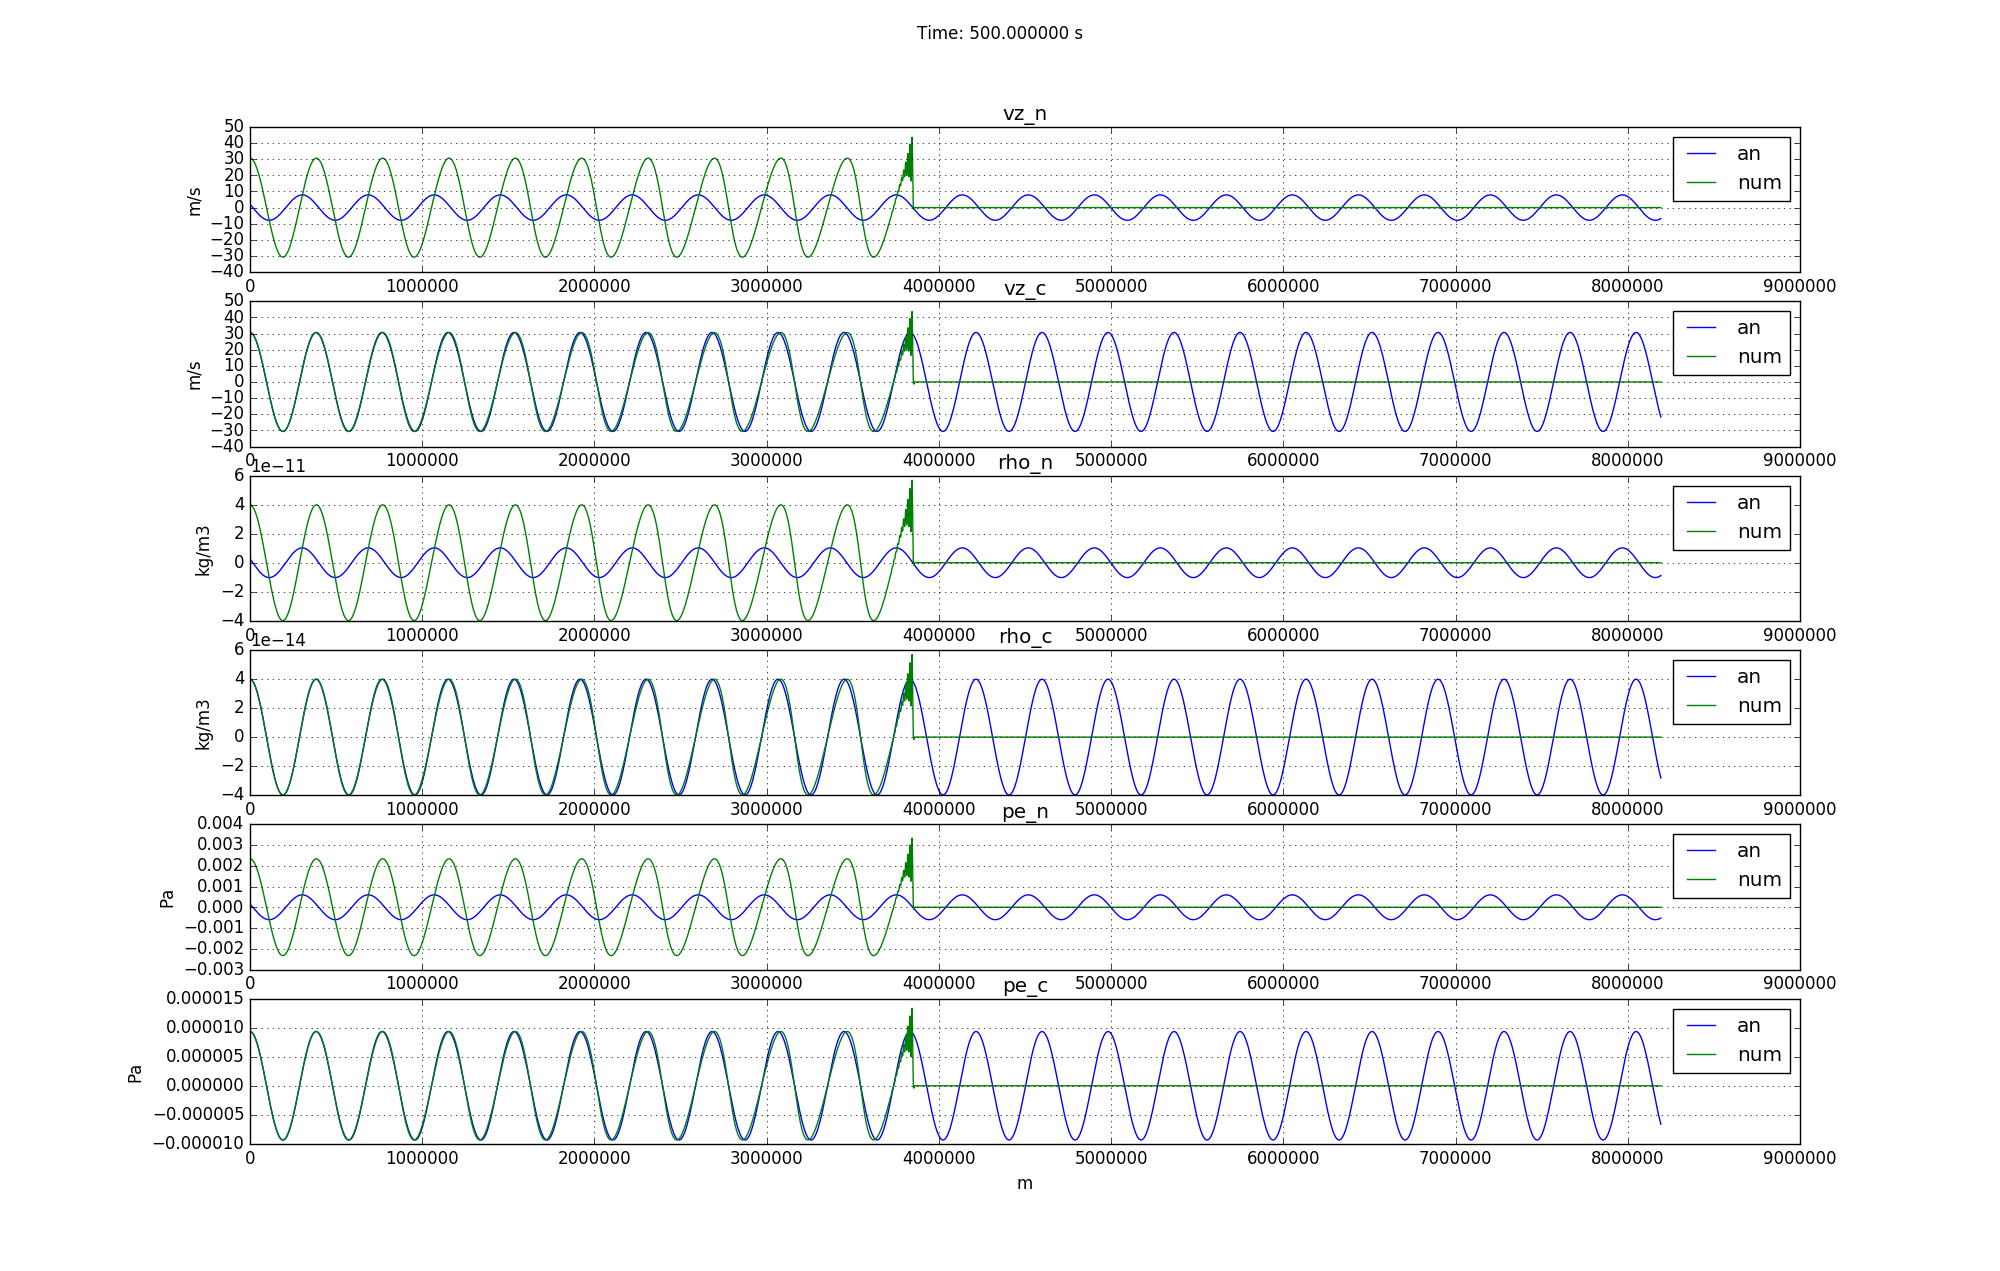 Time: 500.000000 s
vz_n
50
40
30
20
10
0
−10
−20
−30
−40
m/s
an
num
0 1000000 2000000 3000000 4000000 5000000 6000000 7000000 8000000 9000000
vz_c
50
40
30
20
10
0
−10
−20
−30
−40
m/s
an
num
0 1000000 2000000 3000000 4000000 5000000 6000000 7000000 8000000 9000000
1e−11
rho_n
6
4
2
0
−2
−4
kg/m3
an
num
0 1000000 2000000 3000000 4000000 5000000 6000000 7000000 8000000 9000000
1e−14
rho_c
6
4
2
0
−2
−4
kg/m3
an
num
0 1000000 2000000 3000000 4000000 5000000 6000000 7000000 8000000 9000000
pe_n
0.004
0.003
0.002
0.001
0.000
−0.001
−0.002
−0.003
Pa
an
num
0 1000000 2000000 3000000 4000000 5000000 6000000 7000000 8000000 9000000
pe_c
0.000015
0.000010
0.000005
0.000000
−0.000005
−0.000010
Pa
an
num
0 1000000 2000000 3000000 4000000 5000000 6000000 7000000 8000000 9000000
m